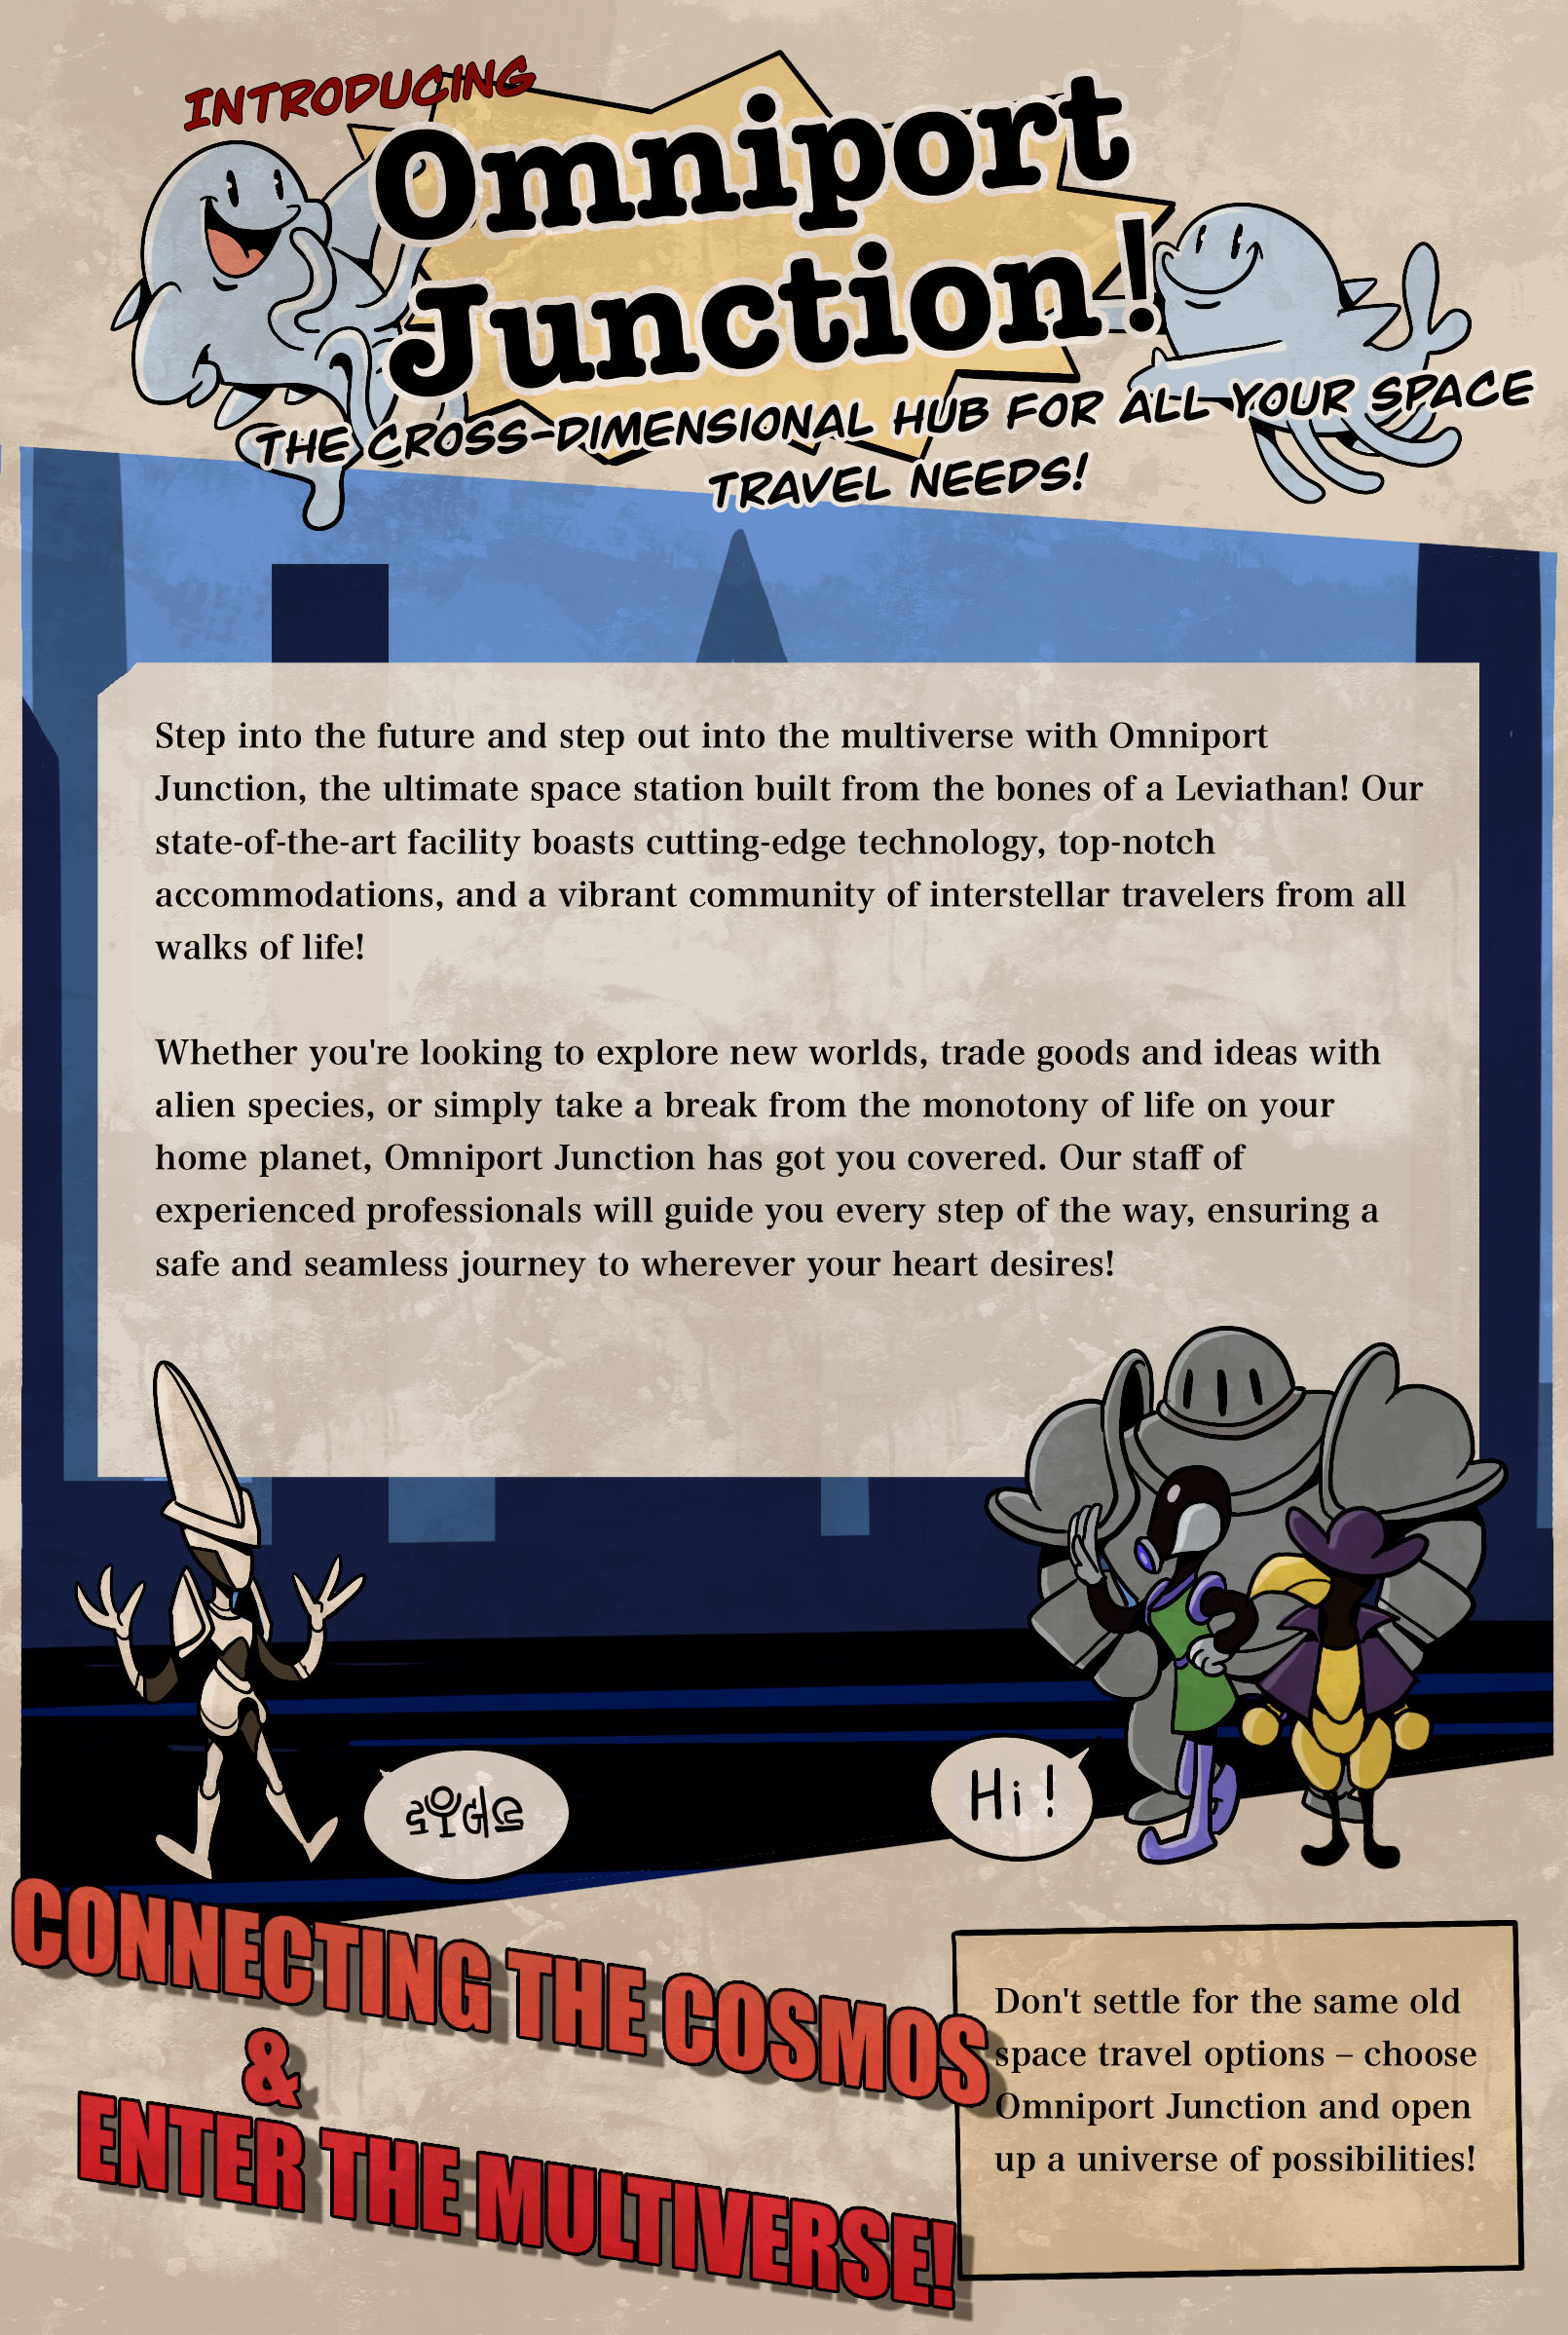 INTRODUCING
Omniport
Junction!
THE CROSS-DIMENSIONAL HUB FOR ALL YOUR SPACE
TRAVEL NEEDS!
Step into the future and step out into the multiverse with Omniport
Junction, the ultimate space station built from the bones of a Leviathan! Our
state-of-the-art facility boasts cutting-edge technology, top-notch
accommodations, and a vibrant community of interstellar travelers from all
walks of life!
Whether you're looking to explore new worlds, trade goods and ideas with
alien species, or simply take a break from the monotony of life on your
home planet, Omniport Junction has got you covered. Our staff of
experienced professionals will guide you every step of the way, ensuring a
safe and seamless journey to wherever your heart desires!
Hi!
CONNECTING THE COSMOS
&
ENTER THE MULTIVERSE!
Don't settle for the same old
space travel options – choose
Omniport Junction and open
up a universe of possibilities!